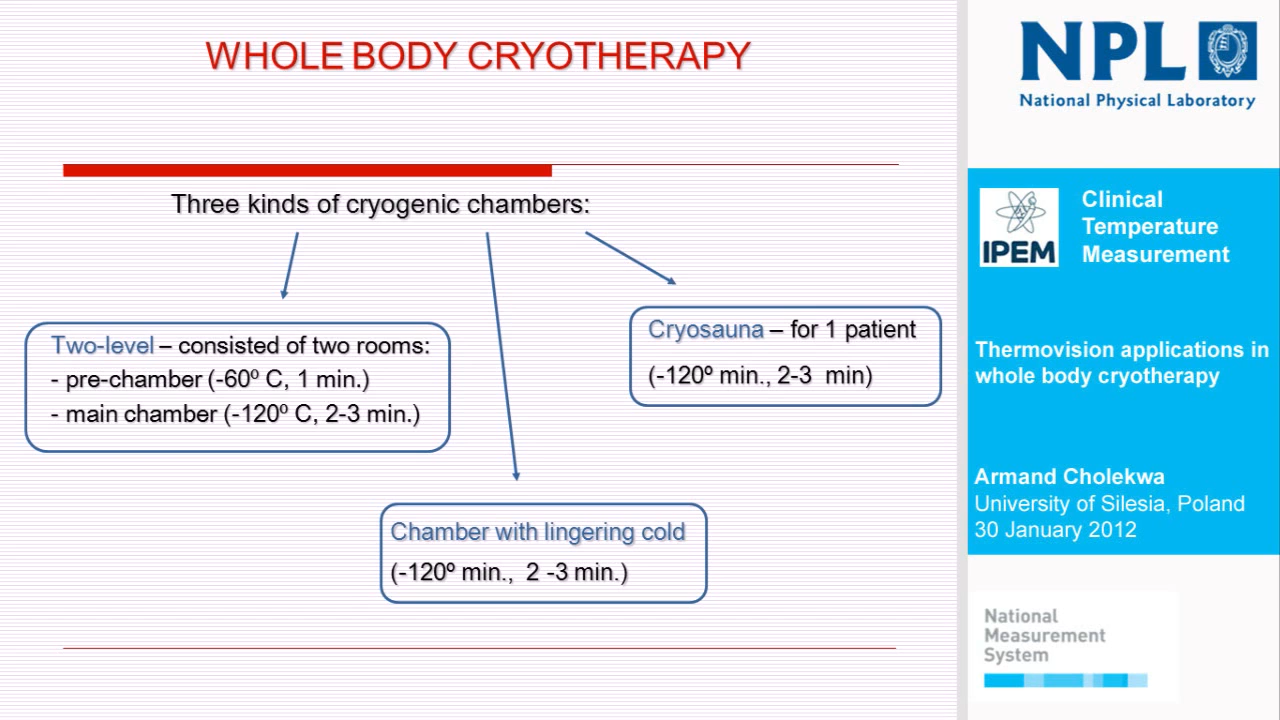 WHOLE BODY CRYOTHERAPY
Three kinds of cryogenic chambers:
Two-level – consisted of two rooms:
- pre-chamber (-60º C, 1 min.)
- main chamber (-120º C, 2-3 min.)
Cryosauna – for 1 patient
(-120º min., 2-3 min)
Chamber with lingering cold
(-120º min., 2 -3 min.)
NPL
National Physical Laboratory
IPEM
Clinical
Temperature
Measurement
Thermovision applications in
whole body cryotherapy
Armand Cholekwa
University of Silesia, Poland
30 January 2012
National
Measurement
System